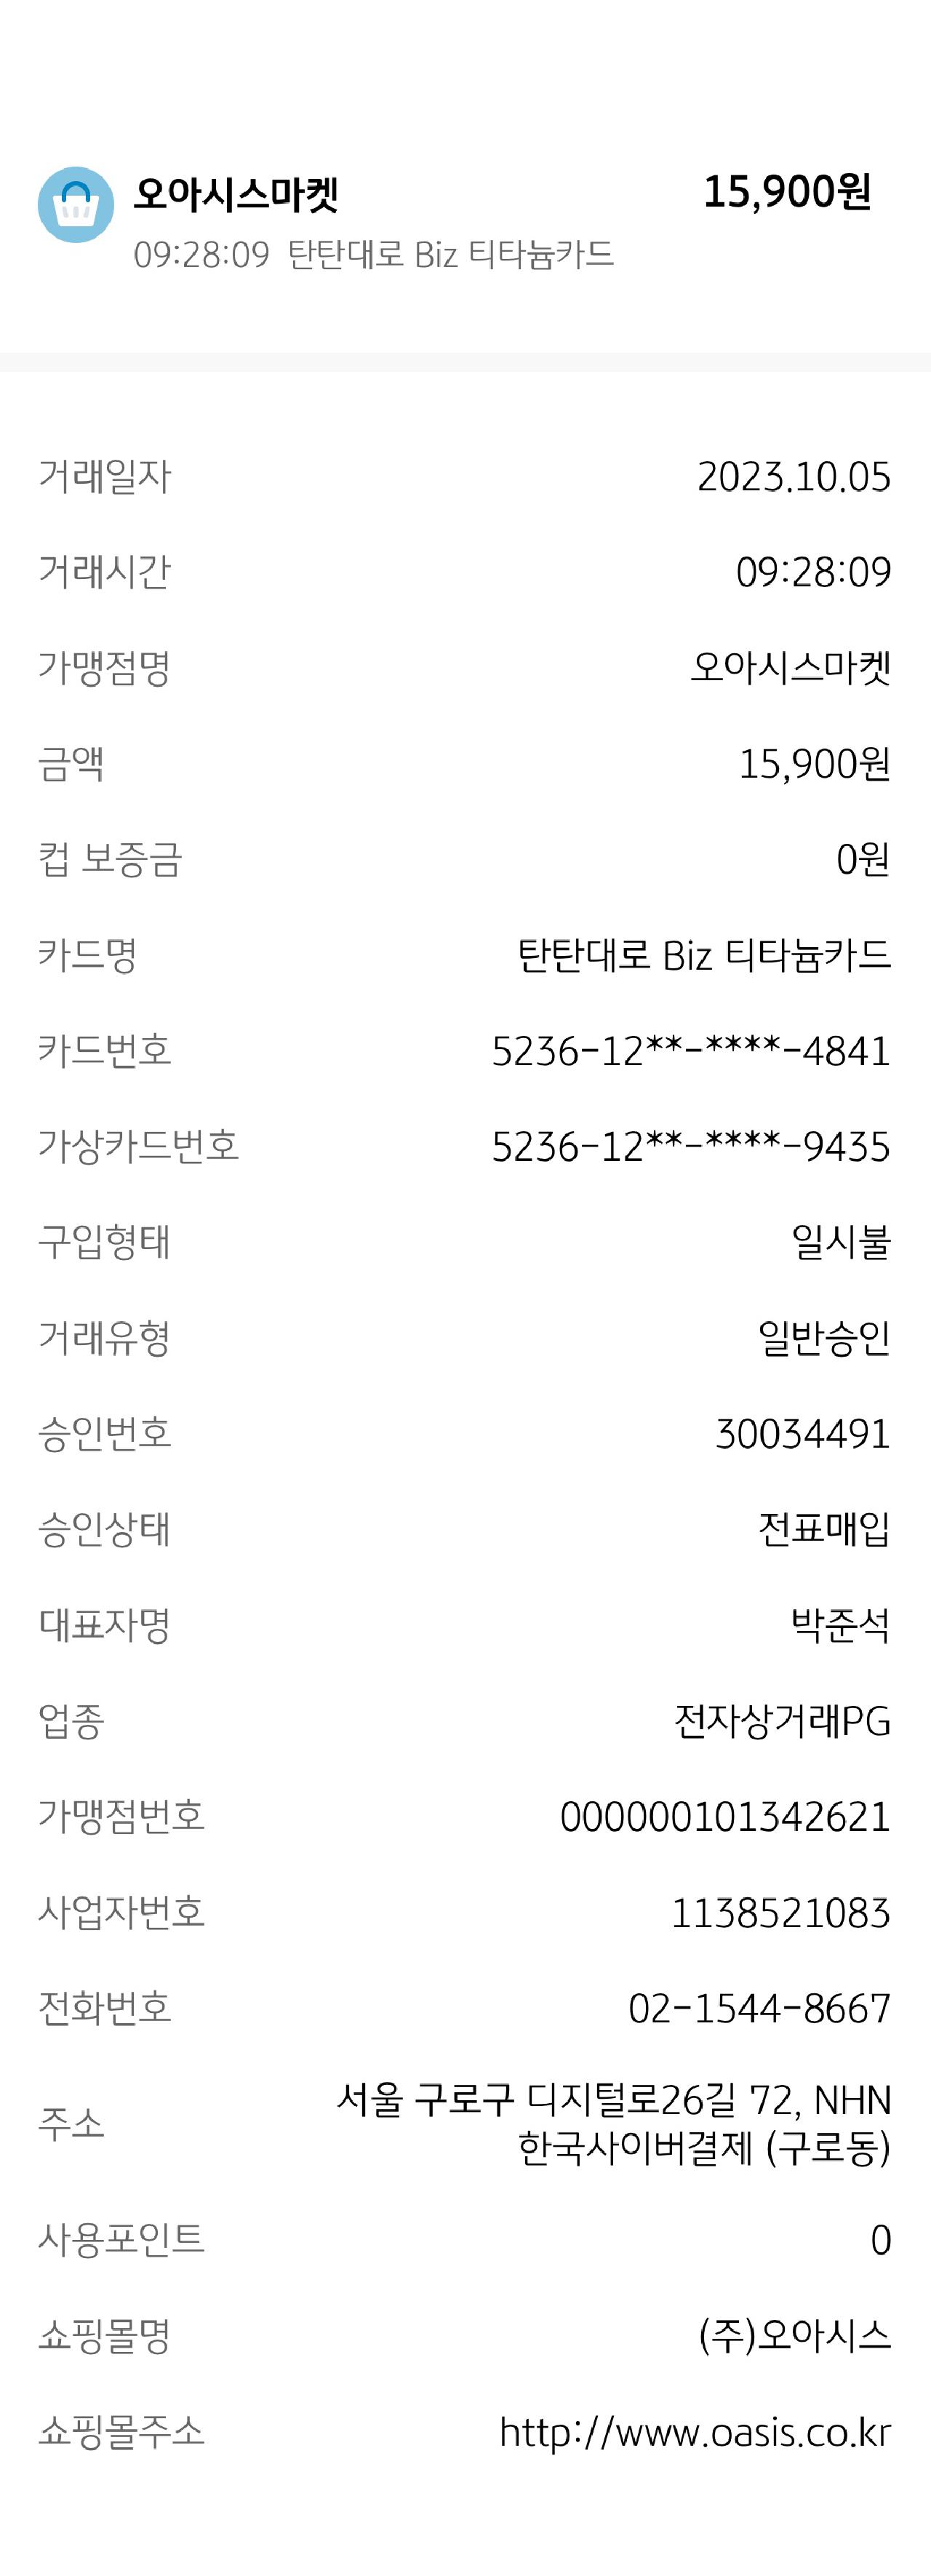 오아시스마켓 15,900원
09:28:09 탄탄대로 Biz 티타늄카드
거래일자 2023.10.05
거래시간 09:28:09
가맹점명 오아시스마켓
금액 15,900원
컵 보증금 0원
카드명 탄탄대로 Biz 티타늄카드
카드번호 5236-12**-****-4841
가상카드번호 5236-12**-****-9435
구입형태 일시불
거래유형 일반승인
승인번호 30034491
승인상태 전표매입
대표자명 박준석
업종 전자상거래PG
가맹점번호 000000101342621
사업자번호 1138521083
전화번호 02-1544-8667
주소 서울 구로구 디지털로26길 72, NHN
한국사이버결제 (구로동)
사용포인트 0
쇼핑몰명 (주)오아시스
쇼핑몰주소 http://www.oasis.co.kr